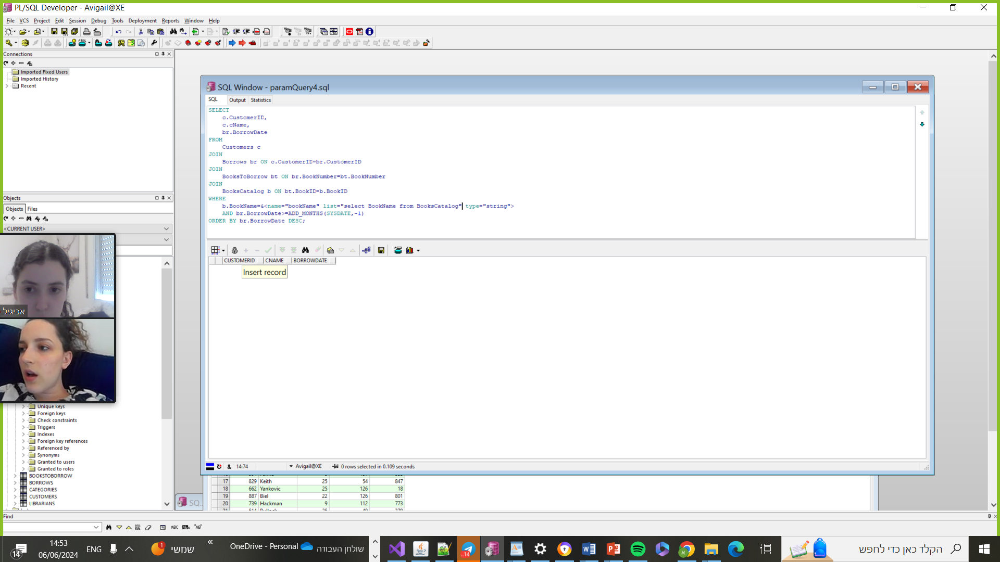 PL/SQL Developer - Avigail@XE
File VCS Project Edit Session Debug Tools Deployment Reports Window Help
Connections
Imported Fixed Users
Imported History
Recent
Objects
Objects Files
<CURRENT USER>
אביגיל
Unique keys
Foreign keys
Check constraints
Triggers
Indexes
Foreign key references
Referenced by
Synonyms
Granted to users
Granted to roles
BOOKSTOBORROW
BORROWS
CATEGORIES
CUSTOMERS
LIBRARIANS
SQL Window - paramQuery4.sql
SQL Output Statistics
SELECT
c.CustomerID,
c.cName,
br.BorrowDate
FROM
Customers c
JOIN
Borrows br ON c.CustomerID=br.CustomerID
JOIN
BooksToBorrow bt ON br.BookNumber=bt.BookNumber
JOIN
BooksCatalog b ON bt.BookID=b.BookID
WHERE
b.BookName=&<name="bookName" list="select BookName from BooksCatalog" type="string">
AND br.BorrowDate>=ADD_MONTHS(SYSDATE,-1)
ORDER BY br.BorrowDate DESC;
CUSTOMERID CNAME BORROWDATE
Insert record
& 14:74 Avigail@XE 0 rows selected in 0.109 seconds
17 829 Keith 25 54 847
18 662 Yankovic 25 126 18
19 887 Biel 22 126 801
20 739 Hackman 9 112 773
SQ..
Find
ABC "AB"
14 14:53 ENG 1 שמשי « OneDrive - Personal שולחן העבודה ..14 הקלד כאן כדי לחפש
06/06/2024